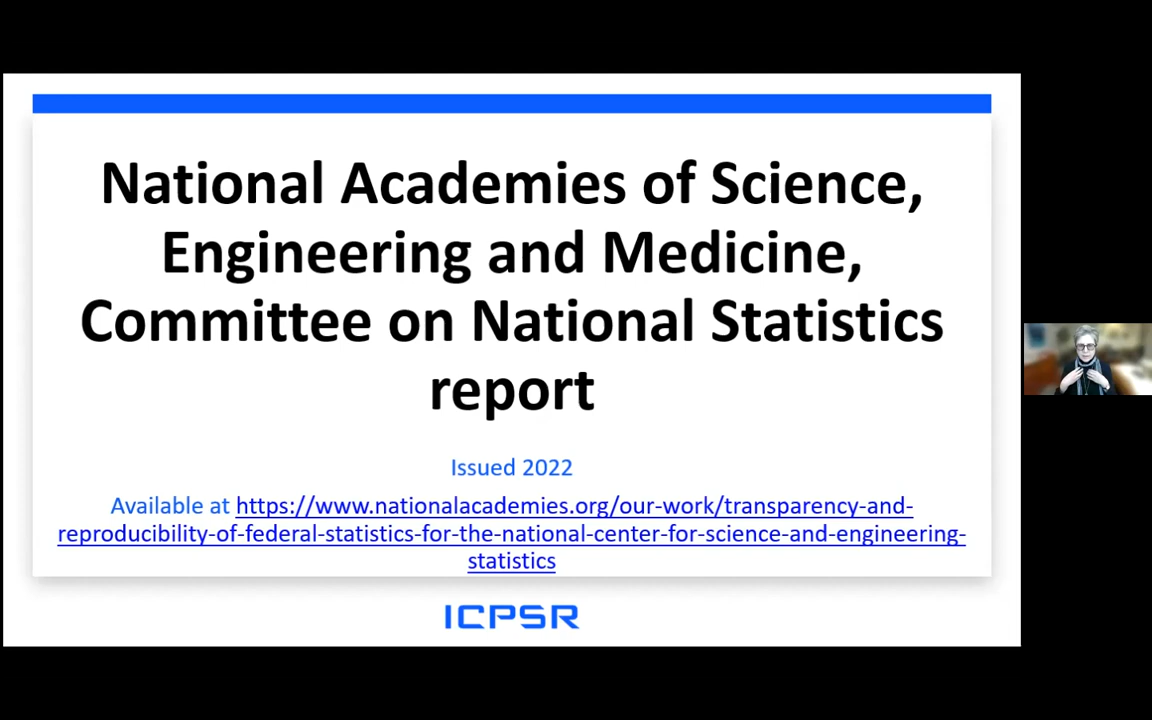 National Academies of Science,
Engineering and Medicine,
Committee on National Statistics
report
Issued 2022
Available at https://www.nationalacademies.org/our-work/transparency-and-
reproducibility-of-federal-statistics-for-the-national-center-for-science-and-engineering-
statistics
ICPSR